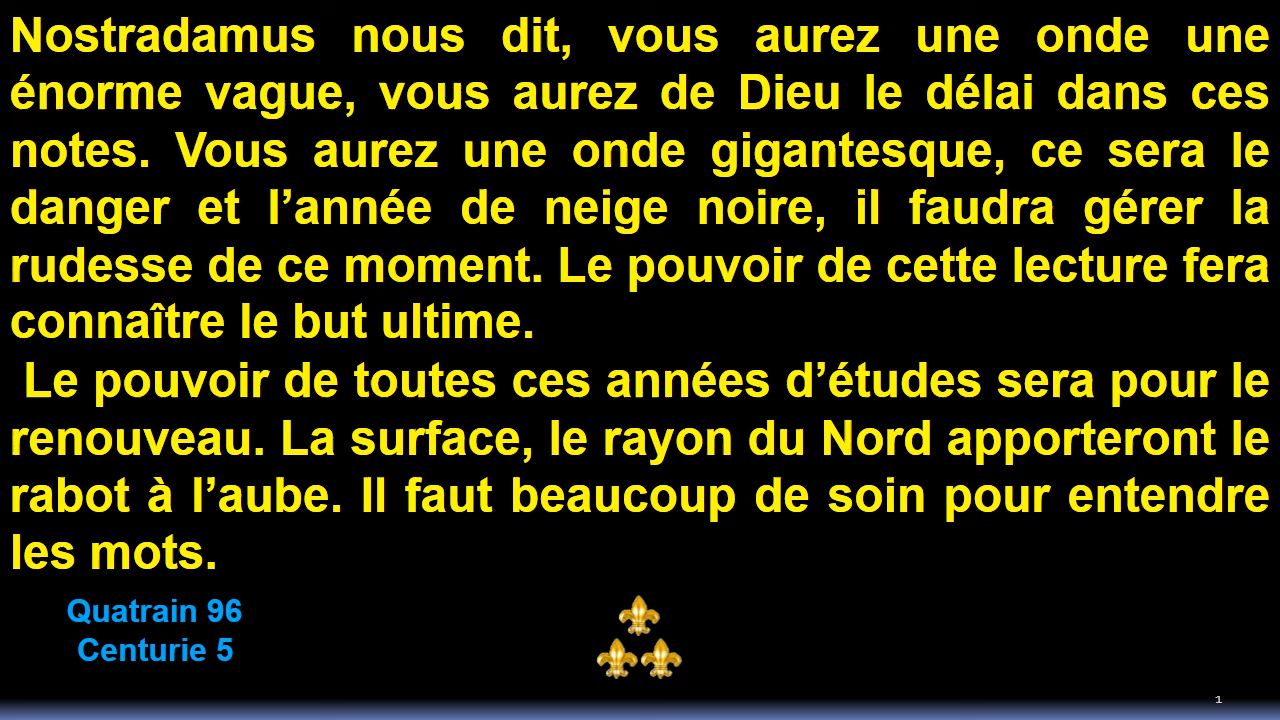 Nostradamus nous dit, vous aurez une onde une
énorme vague, vous aurez de Dieu le délai dans ces
notes. Vous aurez une onde gigantesque, ce sera le
danger et l’année de neige noire, il faudra gérer la
rudesse de ce moment. Le pouvoir de cette lecture fera
connaître le but ultime.
Le pouvoir de toutes ces années d’études sera pour le
renouveau. La surface, le rayon du Nord apporteront le
rabot à l’aube. Il faut beaucoup de soin pour entendre
les mots.
Quatrain 96
Centurie 5
1